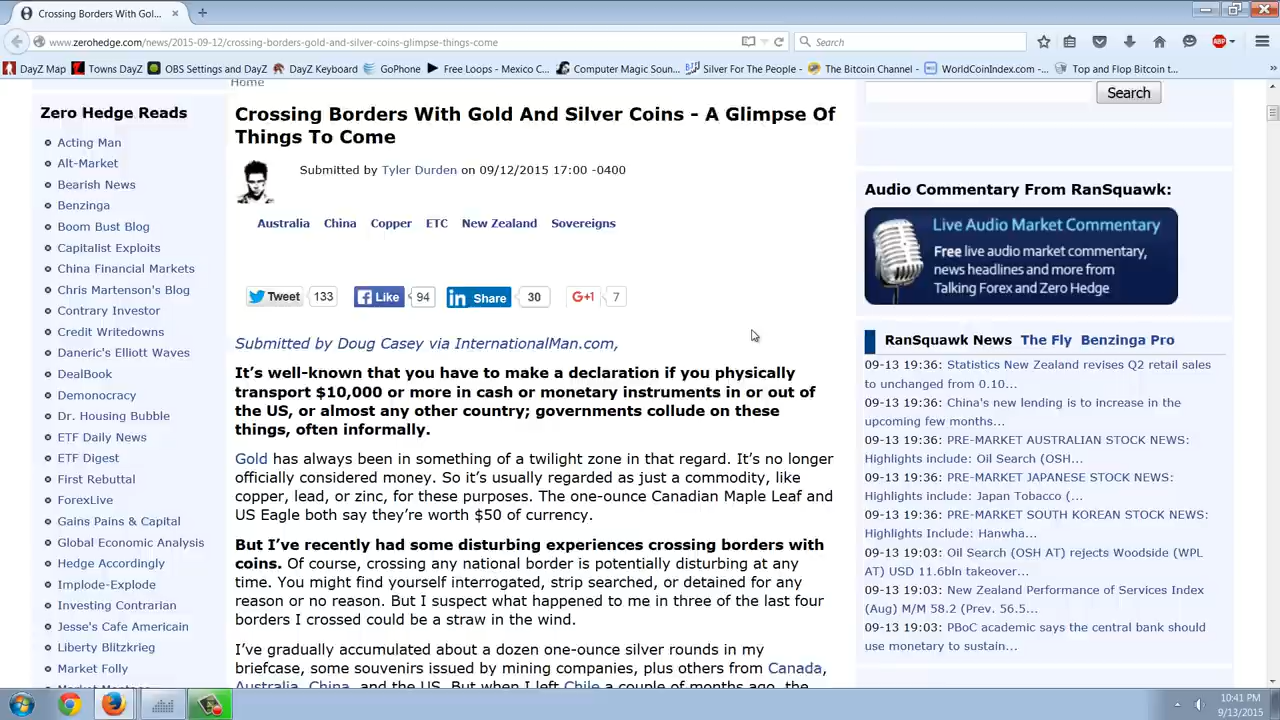 Crossing Borders With Gol...
www.zerohedge.com/news/2015-09-12/crossing-borders-gold-and-silver-coins-glimpse-things-come
Search
ABP
DayZ Map
Towns DayZ
OBS Settings and DayZ
DayZ Keyboard
GoPhone
Free Loops - Mexico C...
Computer Magic Soun...
Silver For The People - ...
The Bitcoin Channel - ...
WorldCoinIndex.com -...
Top and Flop Bitcoin t...
Home
Zero Hedge Reads
Acting Man
Alt-Market
Bearish News
Benzinga
Boom Bust Blog
Capitalist Exploits
China Financial Markets
Chris Martenson's Blog
Contrary Investor
Credit Writedowns
Daneric's Elliott Waves
DealBook
Demonocracy
Dr. Housing Bubble
ETF Daily News
ETF Digest
First Rebuttal
ForexLive
Gains Pains & Capital
Global Economic Analysis
Hedge Accordingly
Implode-Explode
Investing Contrarian
Jesse's Cafe Americain
Liberty Blitzkrieg
Market Folly
Crossing Borders With Gold And Silver Coins - A Glimpse Of
Things To Come
Submitted by Tyler Durden on 09/12/2015 17:00 -0400
Australia China Copper ETC New Zealand Sovereigns
Tweet 133 Like 94 Share 30 G+1 7
Submitted by Doug Casey via InternationalMan.com,
It's well-known that you have to make a declaration if you physically
transport $10,000 or more in cash or monetary instruments in or out of
the US, or almost any other country; governments collude on these
things, often informally.
Gold has always been in something of a twilight zone in that regard. It's no longer
officially considered money. So it's usually regarded as just a commodity, like
copper, lead, or zinc, for these purposes. The one-ounce Canadian Maple Leaf and
US Eagle both say they're worth $50 of currency.
But I've recently had some disturbing experiences crossing borders with
coins. Of course, crossing any national border is potentially disturbing at any
time. You might find yourself interrogated, strip searched, or detained for any
reason or no reason. But I suspect what happened to me in three of the last four
borders I crossed could be a straw in the wind.
I've gradually accumulated about a dozen one-ounce silver rounds in my
briefcase, some souvenirs issued by mining companies, plus others from Canada,
Australia, China, and the US. But when I left Chile a couple of months ago, the
Search
Audio Commentary From RanSquawk:
Live Audio Market Commentary
Free live audio market commentary,
news headlines and more from
Talking Forex and Zero Hedge
RanSquawk News The Fly Benzinga Pro
09-13 19:36: Statistics New Zealand revises Q2 retail sales
to unchanged from 0.10...
09-13 19:36: China's new lending is to increase in the
upcoming few months...
09-13 19:36: PRE-MARKET AUSTRALIAN STOCK NEWS:
Highlights include: Oil Search (OSH...
09-13 19:36: PRE-MARKET JAPANESE STOCK NEWS:
Highlights include: Japan Tobacco (...
09-13 19:36: PRE-MARKET SOUTH KOREAN STOCK NEWS:
Highlights Include: Hanwha...
09-13 19:36: Oil Search (OSH AT) rejects Woodside (WPL
AT) USD 11.6bln takeover...
09-13 19:03: New Zealand Performance of Services Index
(Aug) M/M 58.2 (Prev. 56.5...
09-13 19:03: PBoC academic says the central bank should
use monetary to sustain...
10:41 PM
9/13/2015